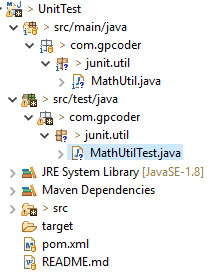 UnitTest
src/main/java
com.gpcoder
junit.util
MathUtil.java
src/test/java
com.gpcoder
junit.util
MathUtilTest.java
JRE System Library [JavaSE-1.8]
Maven Dependencies
src
target
pom.xml
README.md